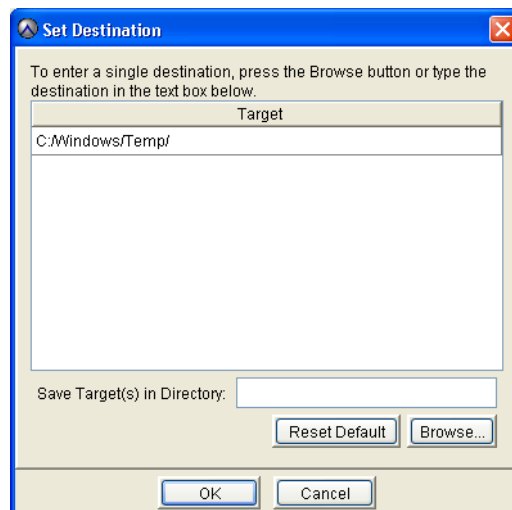 Set Destination
To enter a single destination, press the Browse button or type the
destination in the text box below.
Target
C:/Windows/Temp/
Save Target(s) in Directory:
Reset Default Browse...
OK Cancel